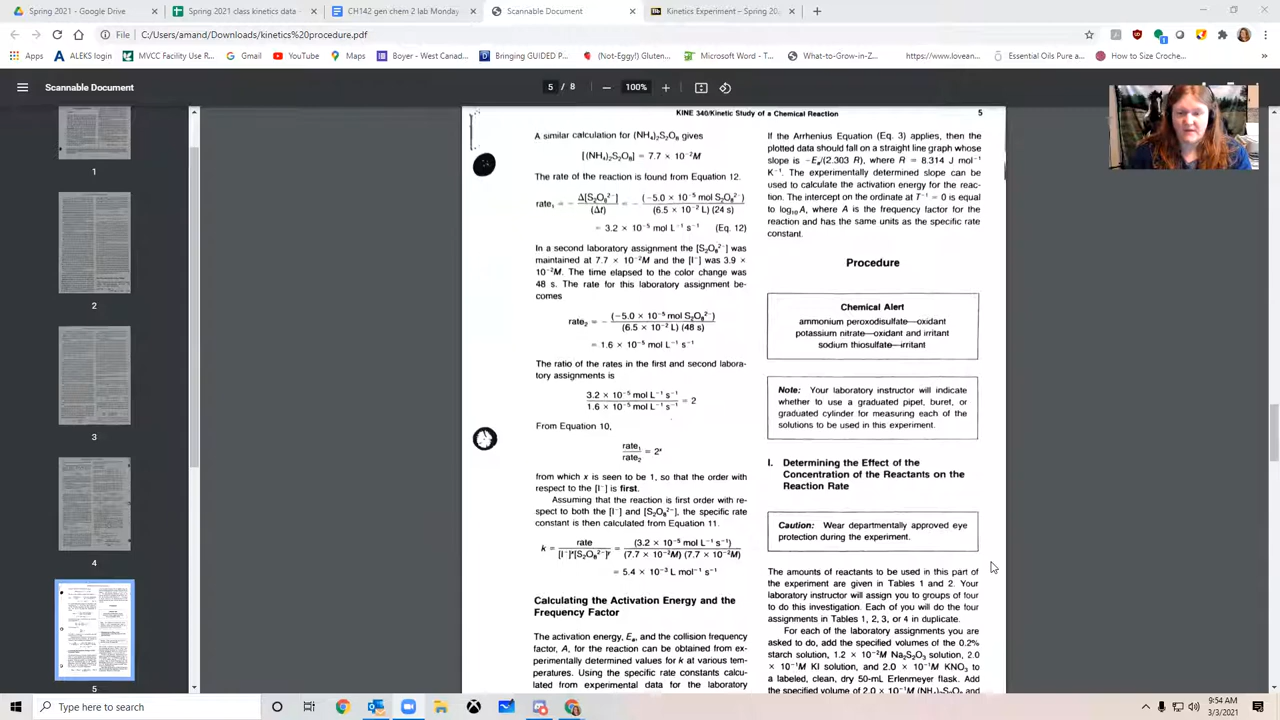 Spring 2021 - Google Drive
Spring 2021 class kinetics data -
CH142 gen chem 2 lab Monday
Scannable Document
Kinetics Experiment – Spring 20
File | C:/Users/amand/Downloads/kinetics%20procedure.pdf
Apps
ALEKS Login
MVCC Facility Use R...
Google Drive
YouTube
Maps
Boyer - Westmorel...
Bringing GUIDED P...
(Not-Eggy!) Gluten...
Microsoft Word - T...
What-to-Grow-in-Z...
https://www.lovean...
Essential Oils Pure a...
How to Size Crochet...
Scannable Document
5 / 8
100%
1
2
3
4
5
KINE 340/Kinetic Study of a Chemical Reaction
5
A similar calculation for (NH₄)₂S₂O₈ gives
[(NH₄)₂S₂O₈] = 7.7 × 10⁻²M
The rate of the reaction is found from Equation 12.
rate₁ = − Δ[S₂O₈²⁻]/(Δt) = − (−5.0 × 10⁻⁵ mol S₂O₈²⁻)/(6.5 × 10⁻² L) (24 s)
= 3.2 × 10⁻⁵ mol L⁻¹ s⁻¹ (Eq. 12)
In a second laboratory assignment the [S₂O₈²⁻] was
maintained at 7.7 × 10⁻²M and the [I⁻] was 3.9 ×
10⁻²M. The time elapsed to the color change was
48 s. The rate for this laboratory assignment be-
comes
rate₂ = − (−5.0 × 10⁻⁵ mol S₂O₈²⁻)/(6.5 × 10⁻² L) (48 s)
= 1.6 × 10⁻⁵ mol L⁻¹ s⁻¹
The ratio of the rates in the first and second labora-
tory assignments is
3.2 × 10⁻⁵ mol L⁻¹ s⁻¹/1.6 × 10⁻⁵ mol L⁻¹ s⁻¹ = 2
From Equation 10,
rate₁/rate₂ = 2ˣ
from which x is seen to be 1, so that the order with
respect to the [I⁻] is first.
Assuming that the reaction is first order with re-
spect to both the [I⁻] and [S₂O₈²⁻], the specific rate
constant is then calculated from Equation 11.
k = rate/[I⁻]ˣ[S₂O₈²⁻]ʸ = (3.2 × 10⁻⁵ mol L⁻¹ s⁻¹)/(7.7 × 10⁻²M) (7.7 × 10⁻²M)
= 5.4 × 10⁻³ L mol⁻¹ s⁻¹
Calculating the Activation Energy and the
Frequency Factor
The activation energy, Eₐ, and the collision frequency
factor, A, for the reaction can be obtained from ex-
perimentally determined values for k at various tem-
peratures. Using the specific rate constants calcu-
lated from experimental data for the laboratory
If the Arrhenius Equation (Eq. 3) applies, then the
plotted data should fall on a straight line graph whose
slope is −Eₐ/(2.303 R), where R = 8.314 J mol⁻¹
K⁻¹. The experimentally determined slope can be
used to calculate the activation energy for the reac-
tion. The intercept on the ordinate at T⁻¹ = 0 is equal
to log₁₀ A, where A is the frequency factor for the
reaction and has the same units as the specific rate
constant.
Procedure
Chemical Alert
ammonium peroxodisulfate—oxidant
potassium nitrate—oxidant and irritant
sodium thiosulfate—irritant
Note: Your laboratory instructor will indicate
whether to use a graduated pipet, buret, or
graduated cylinder for measuring each of the
solutions to be used in this experiment.
I. Determining the Effect of the
Concentration of the Reactants on the
Reaction Rate
Caution: Wear departmentally approved eye
protection during the experiment.
The amounts of reactants to be used in this part of
the experiment are given in Tables 1 and 2. Your
laboratory instructor will assign you to groups of
four to do this investigation. Each of you will do the four
assignments in Tables 1, 2, 3, or 4 in duplicate.
For each of the laboratory assignments you are
asked to do, add the specified volumes of the 0.2%
starch solution, 1.2 × 10⁻²M Na₂S₂O₃ solution, 2.0
× 10⁻¹M KI solution, and 2.0 × 10⁻¹M KNO₃ to
a labeled, clean, dry 50-mL Erlenmeyer flask. Add
the specified volume of 2.0 × 10⁻¹M (NH₄)₂S₂O₈ and
Type here to search
9:54 AM
3/3/2021